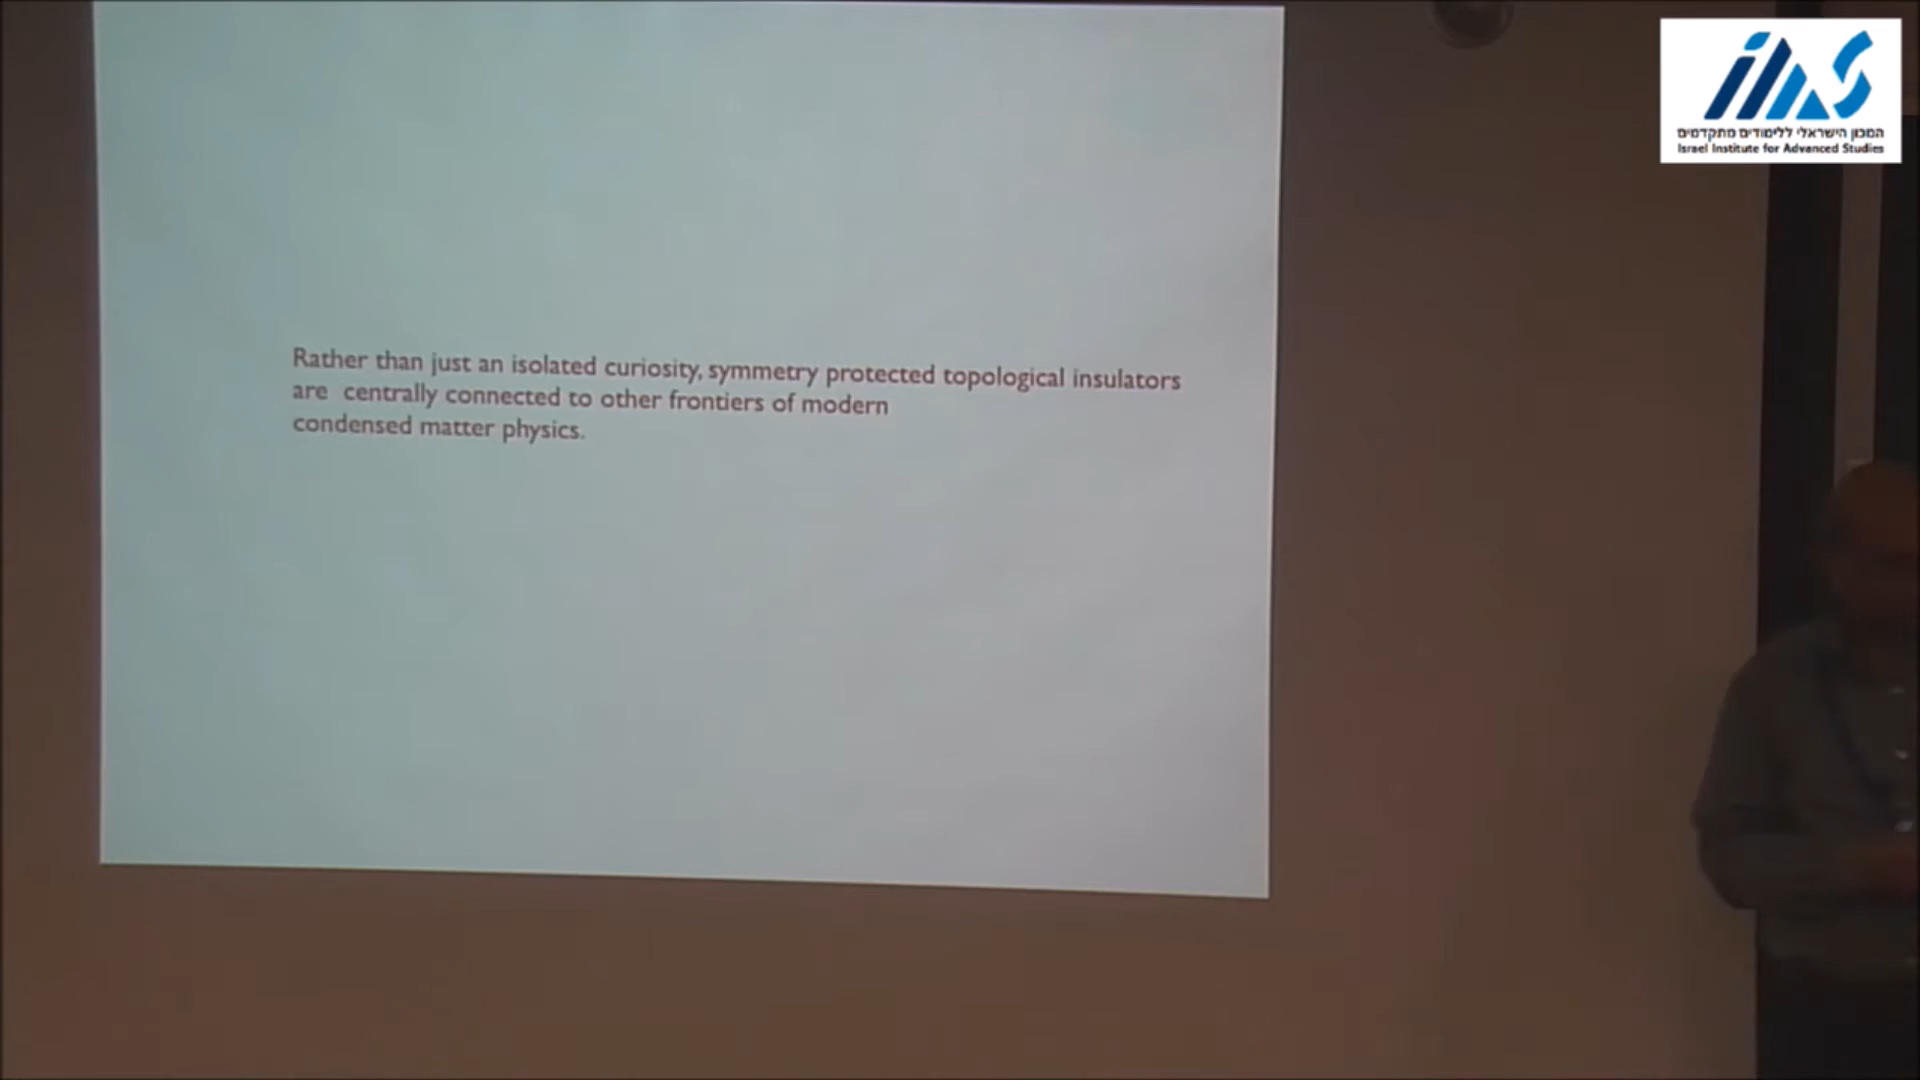 Rather than just an isolated curiosity, symmetry protected topological insulators
are centrally connected to other frontiers of modern
condensed matter physics.
ilAS
המכון הישראלי ללימודים מתקדמים
Israel Institute for Advanced Studies